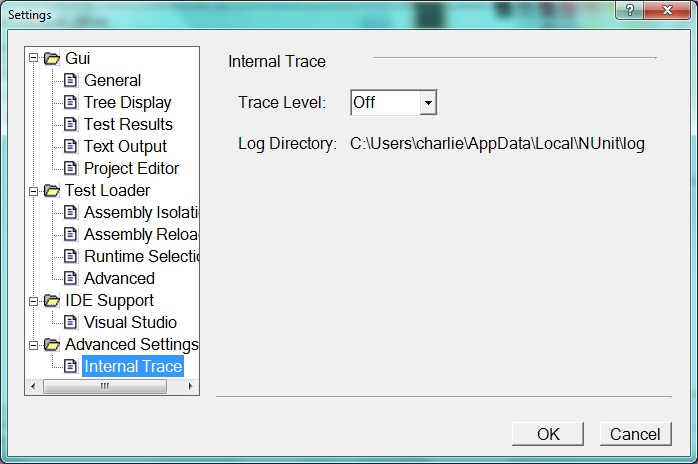 Settings
Gui
General
Tree Display
Test Results
Text Output
Project Editor
Test Loader
Assembly Isolati
Assembly Reloa
Runtime Selectio
Advanced
IDE Support
Visual Studio
Advanced Settings
Internal Trace
Internal Trace
Trace Level: Off
Log Directory: C:\Users\charlie\AppData\Local\NUnit\log
OK Cancel